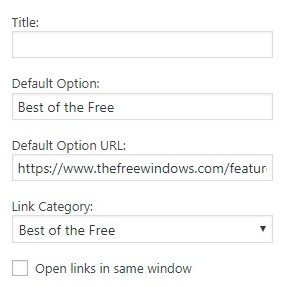 Title:
Default Option:
Best of the Free
Default Option URL:
https://www.thefreewindows.com/featur
Link Category:
Best of the Free
Open links in same window